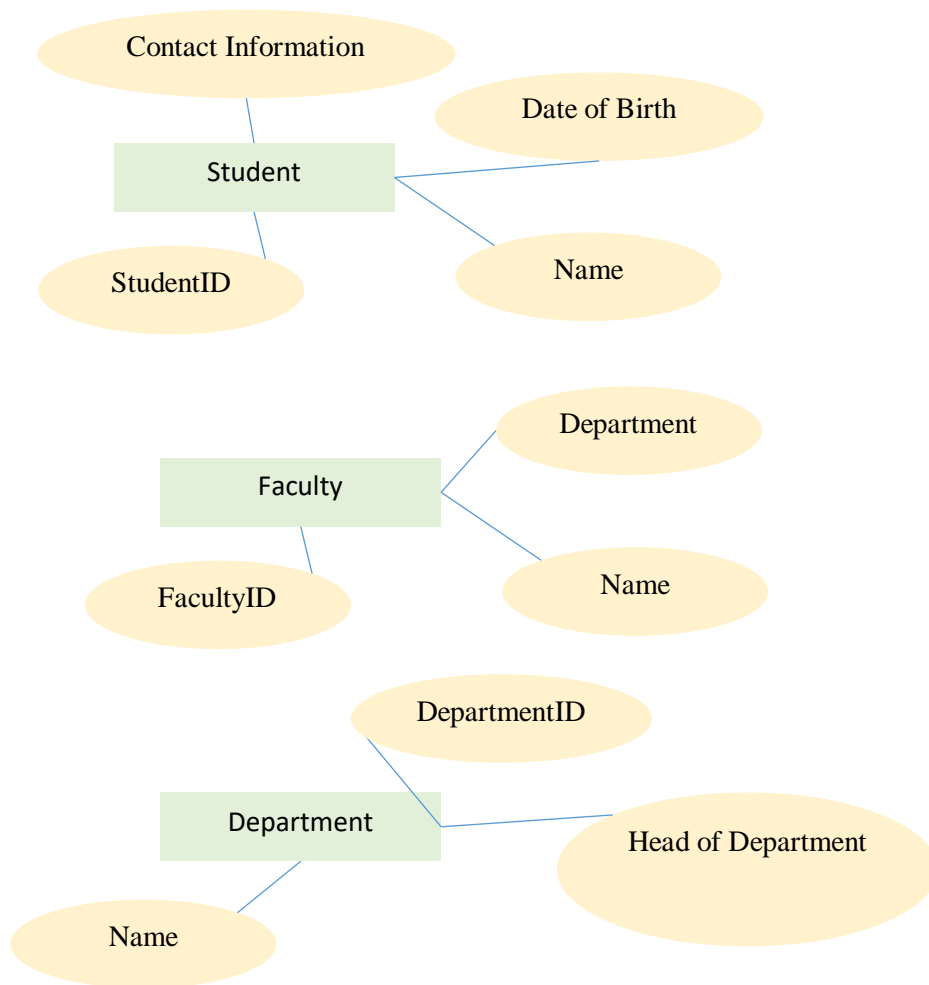 Contact Information
Date of Birth
Student
Name
StudentID
Department
Faculty
Name
FacultyID
DepartmentID
Department
Head of Department
Name